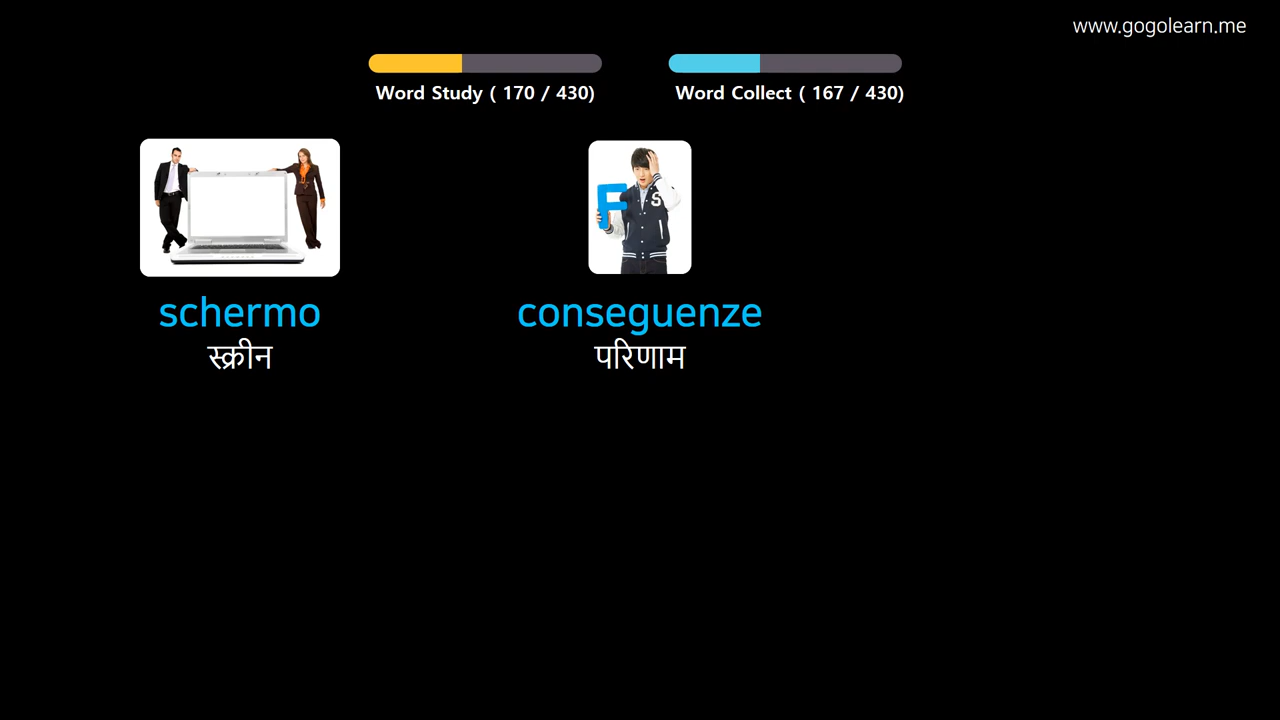 www.gogolearn.me
Word Study ( 170 / 430)
Word Collect ( 167 / 430)
F
S
schermo
conseguenze
स्क्रीन
परिणाम